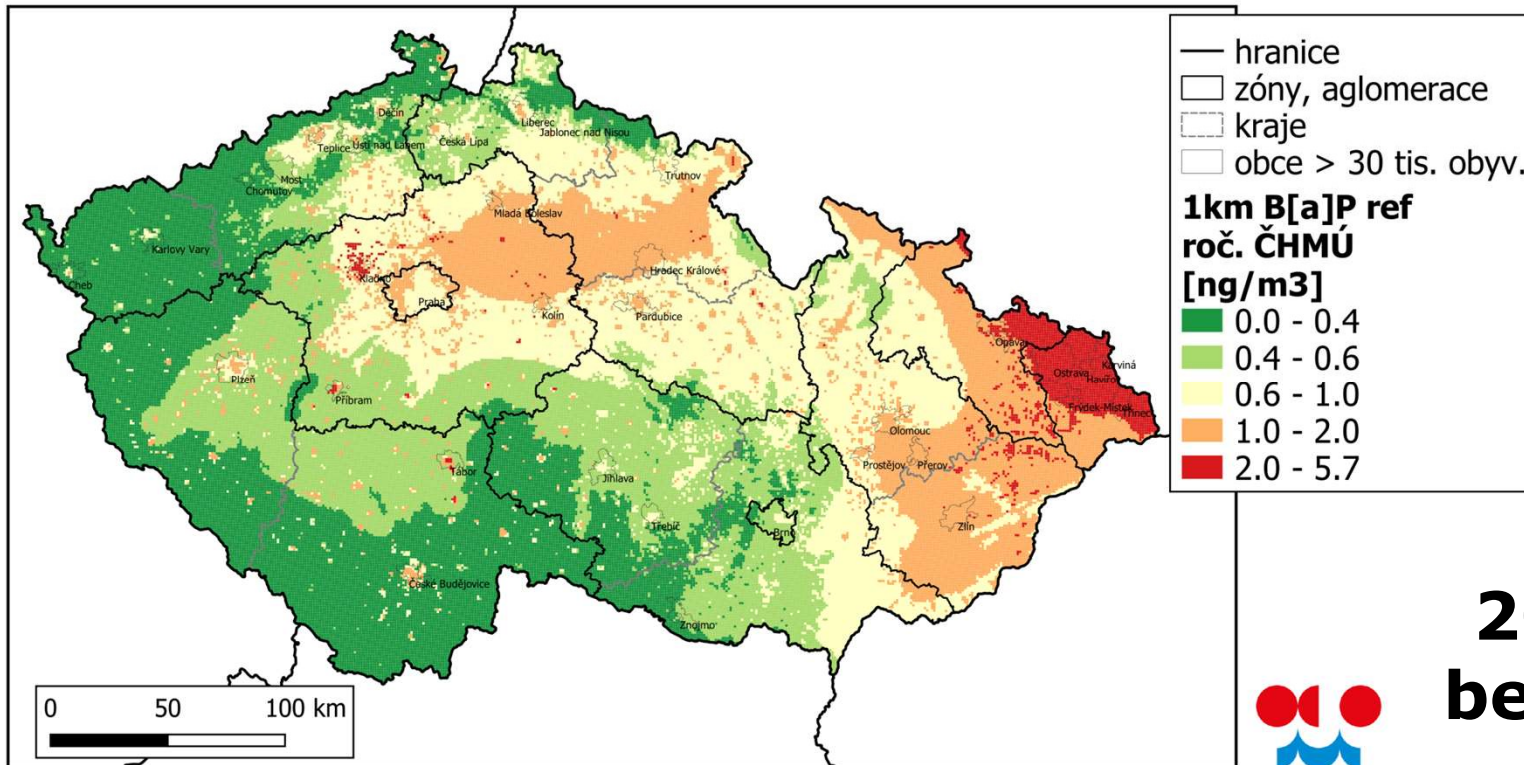 hranice
zóny, aglomerace
kraje
obce > 30 tis. obyv.
1km B[a]P ref
roč. ČHMÚ
[ng/m3]
0.0 - 0.4
0.4 - 0.6
0.6 - 1.0
1.0 - 2.0
2.0 - 5.7
Děčín
Liberec
Jablonec nad Nisou
Teplice
Ústí nad Labem
Česká Lípa
Most
Chomutov
Trutnov
Mladá Boleslav
Karlovy Vary
Cheb
Kladno
Praha
Kolín
Hradec Králové
Pardubice
Plzeň
Příbram
Opava
Ostrava
Karviná
Havířov
Frýdek-Místek
Třinec
Olomouc
Prostějov
Přerov
Tábor
Jihlava
Třebíč
Brno
Zlín
České Budějovice
Znojmo
0 50 100 km